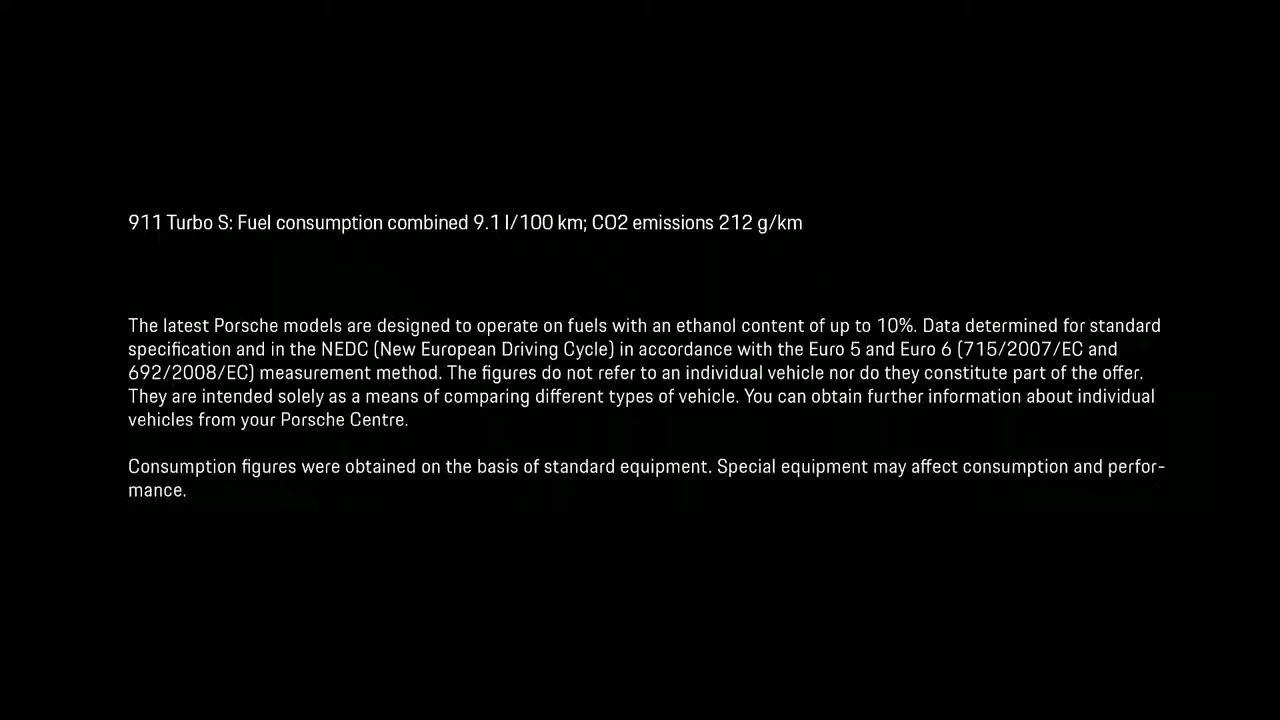 911 Turbo S: Fuel consumption combined 9.1 l/100 km; CO2 emissions 212 g/km
The latest Porsche models are designed to operate on fuels with an ethanol content of up to 10%. Data determined for standard
specification and in the NEDC (New European Driving Cycle) in accordance with the Euro 5 and Euro 6 (715/2007/EC and
692/2008/EC) measurement method. The figures do not refer to an individual vehicle nor do they constitute part of the offer.
They are intended solely as a means of comparing different types of vehicle. You can obtain further information about individual
vehicles from your Porsche Centre.
Consumption figures were obtained on the basis of standard equipment. Special equipment may affect consumption and perfor-
mance.